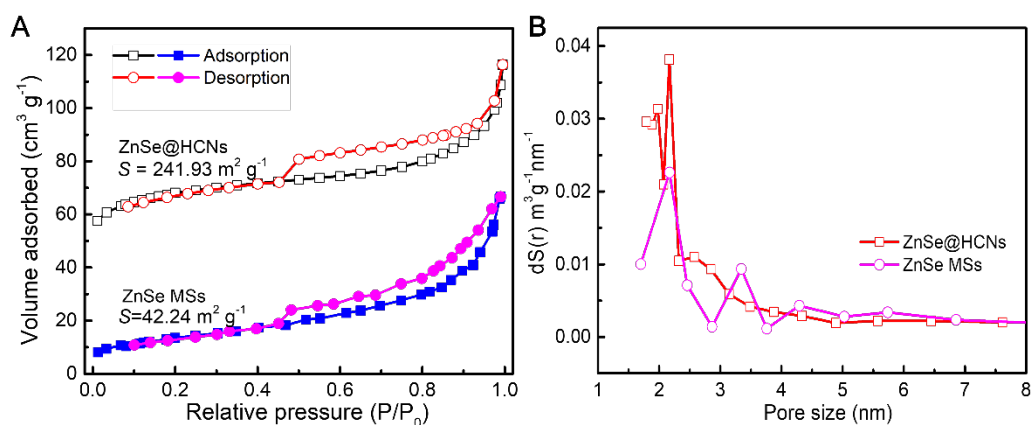 A
Volume adsorbed (cm³ g⁻¹)
120
100
80
60
40
20
0
Adsorption
Desorption
ZnSe@HCNs
S = 241.93 m² g⁻¹
ZnSe MSs
S=42.24 m² g⁻¹
0.0 0.2 0.4 0.6 0.8 1.0
Relative pressure (P/P₀)
B
dS(r) m³g⁻¹nm⁻¹
0.04
0.03
0.02
0.01
0.00
ZnSe@HCNs
ZnSe MSs
1 2 3 4 5 6 7 8
Pore size (nm)